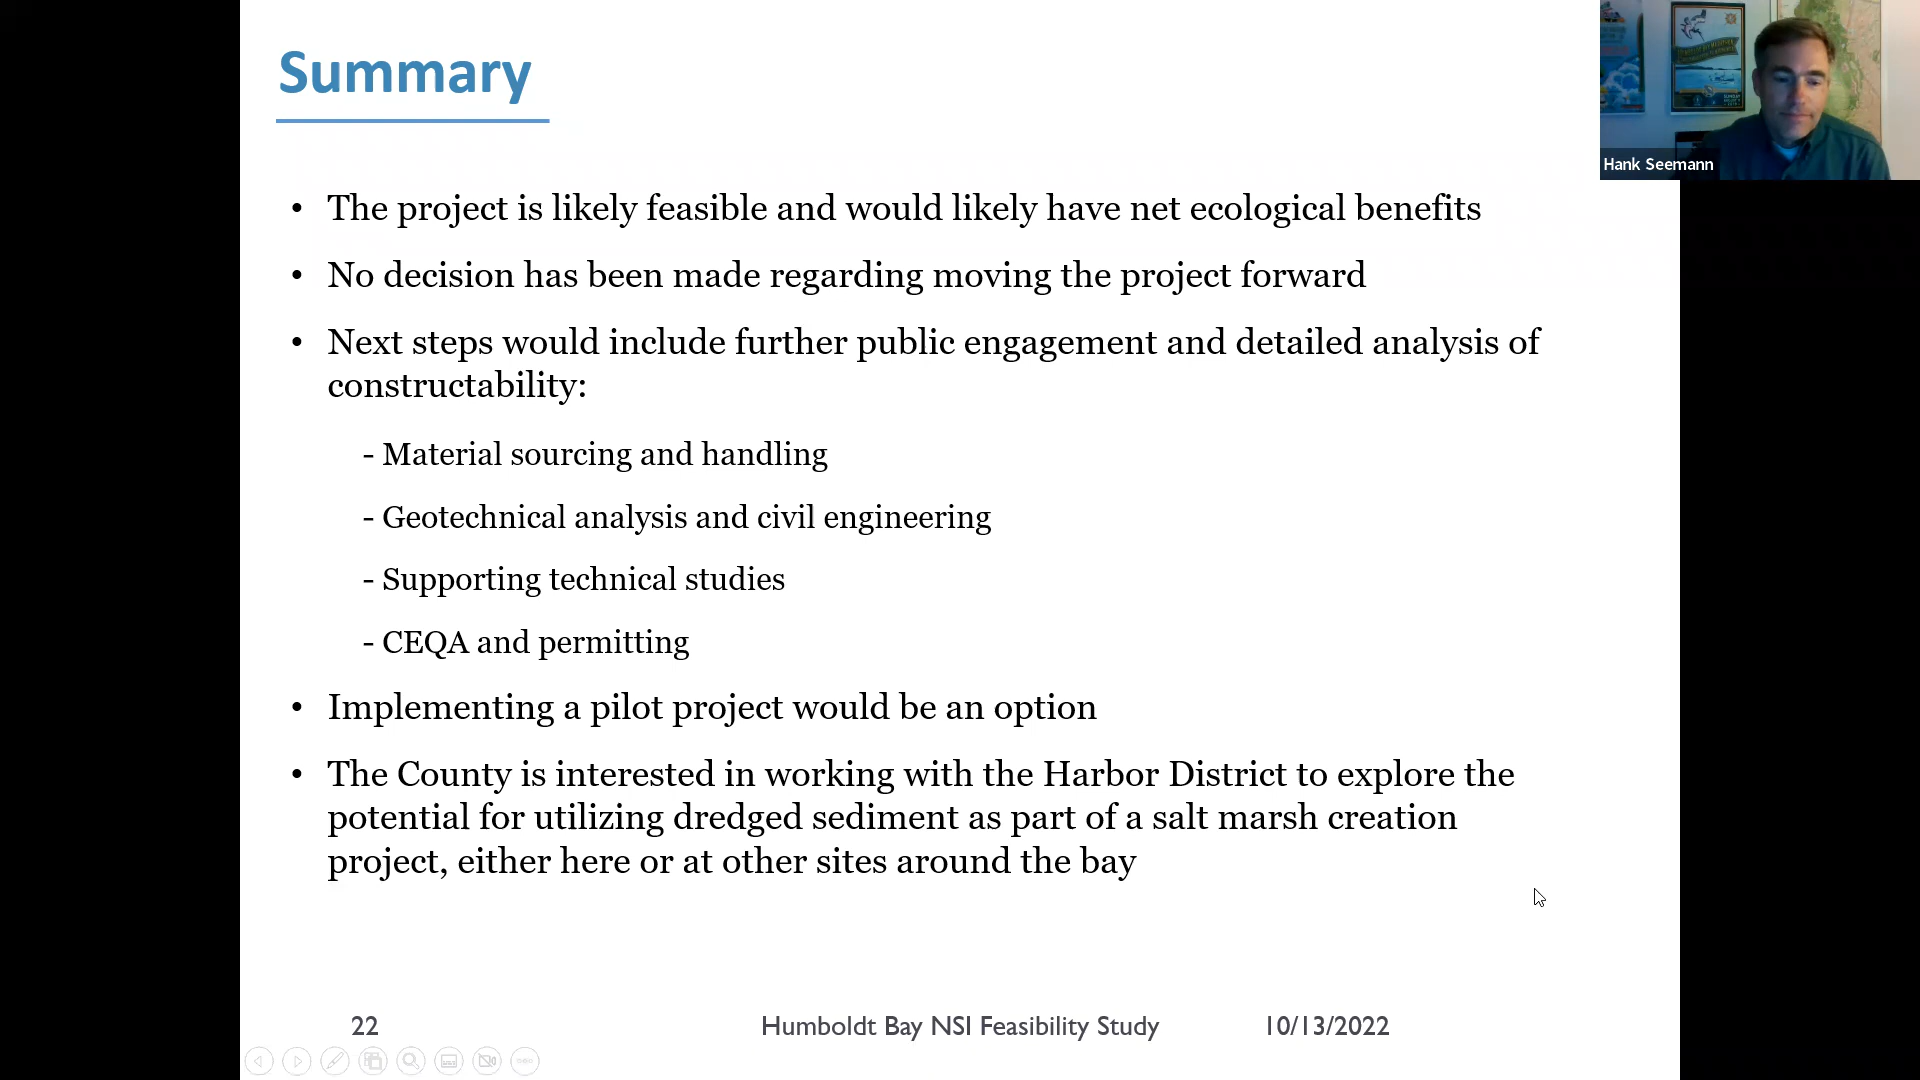 Summary
Hank Seemann
• The project is likely feasible and would likely have net ecological benefits
• No decision has been made regarding moving the project forward
• Next steps would include further public engagement and detailed analysis of
constructability:
- Material sourcing and handling
- Geotechnical analysis and civil engineering
- Supporting technical studies
- CEQA and permitting
• Implementing a pilot project would be an option
• The County is interested in working with the Harbor District to explore the
potential for utilizing dredged sediment as part of a salt marsh creation
project, either here or at other sites around the bay
22 Humboldt Bay NSI Feasibility Study 10/13/2022